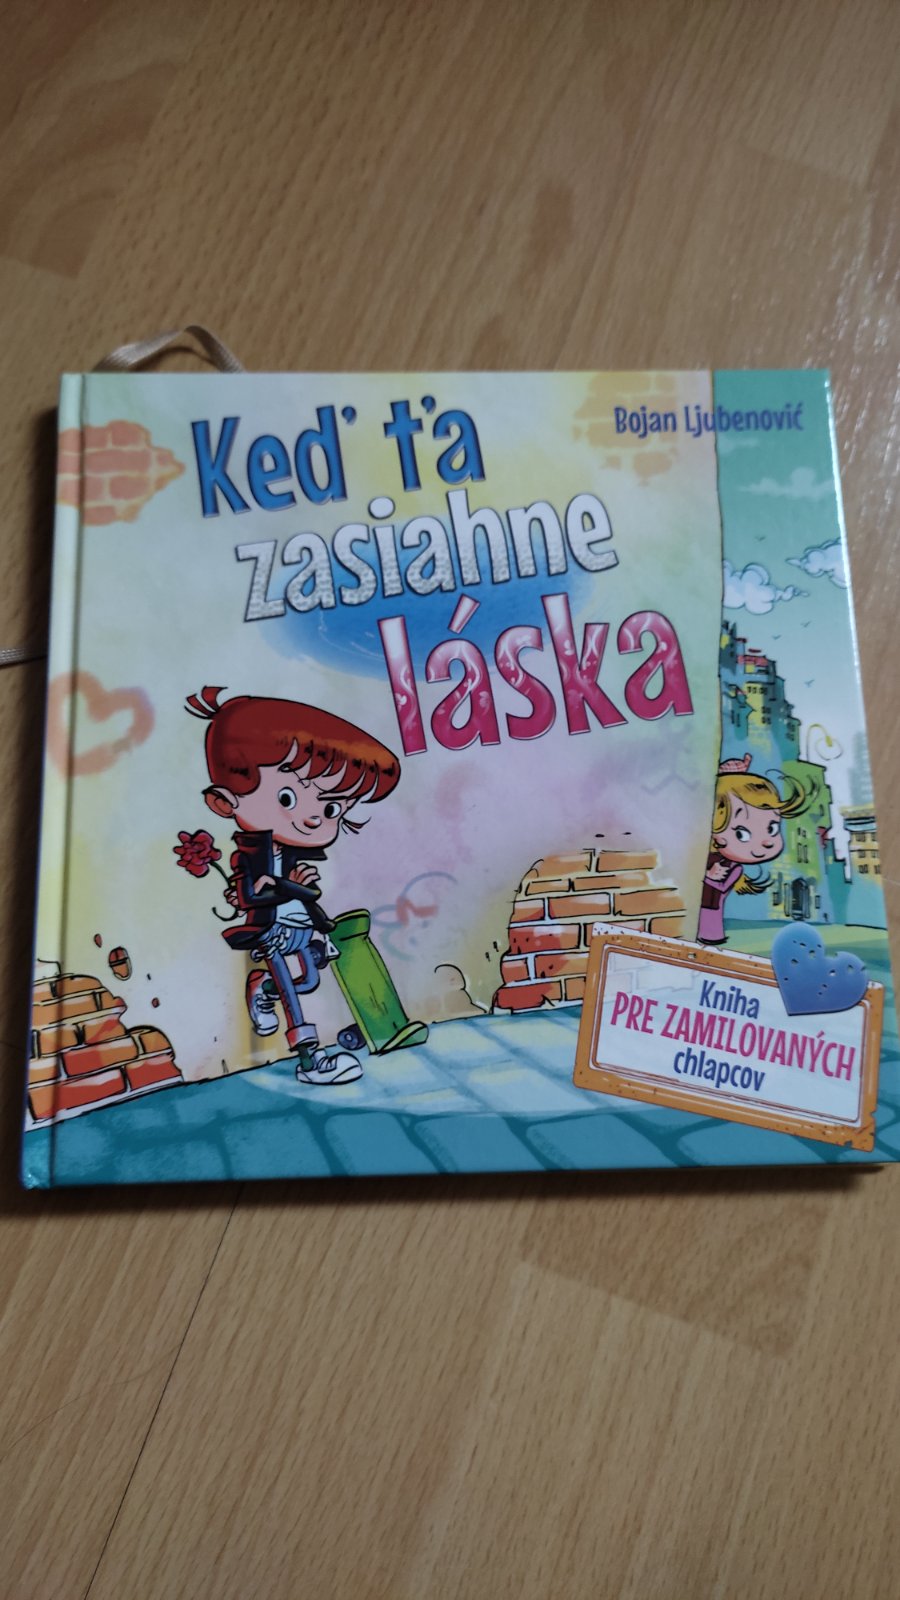 Bojan Ljubenović
Keď ťa
zasiahne
láska
Kniha
PRE ZAMILOVANÝCH
chlapcov